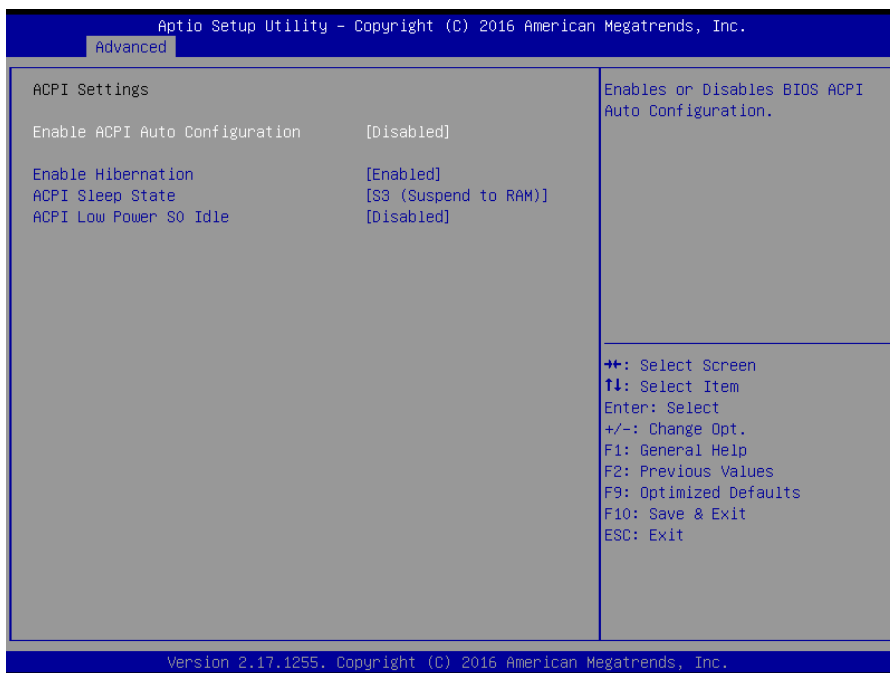 Aptio Setup Utility – Copyright (C) 2016 American Megatrends, Inc.
Advanced
ACPI Settings
Enable ACPI Auto Configuration [Disabled]
Enable Hibernation [Enabled]
ACPI Sleep State [S3 (Suspend to RAM)]
ACPI Low Power S0 Idle [Disabled]
Enables or Disables BIOS ACPI
Auto Configuration.
→←: Select Screen
↑↓: Select Item
Enter: Select
+/-: Change Opt.
F1: General Help
F2: Previous Values
F9: Optimized Defaults
F10: Save & Exit
ESC: Exit
Version 2.17.1255. Copyright (C) 2016 American Megatrends, Inc.